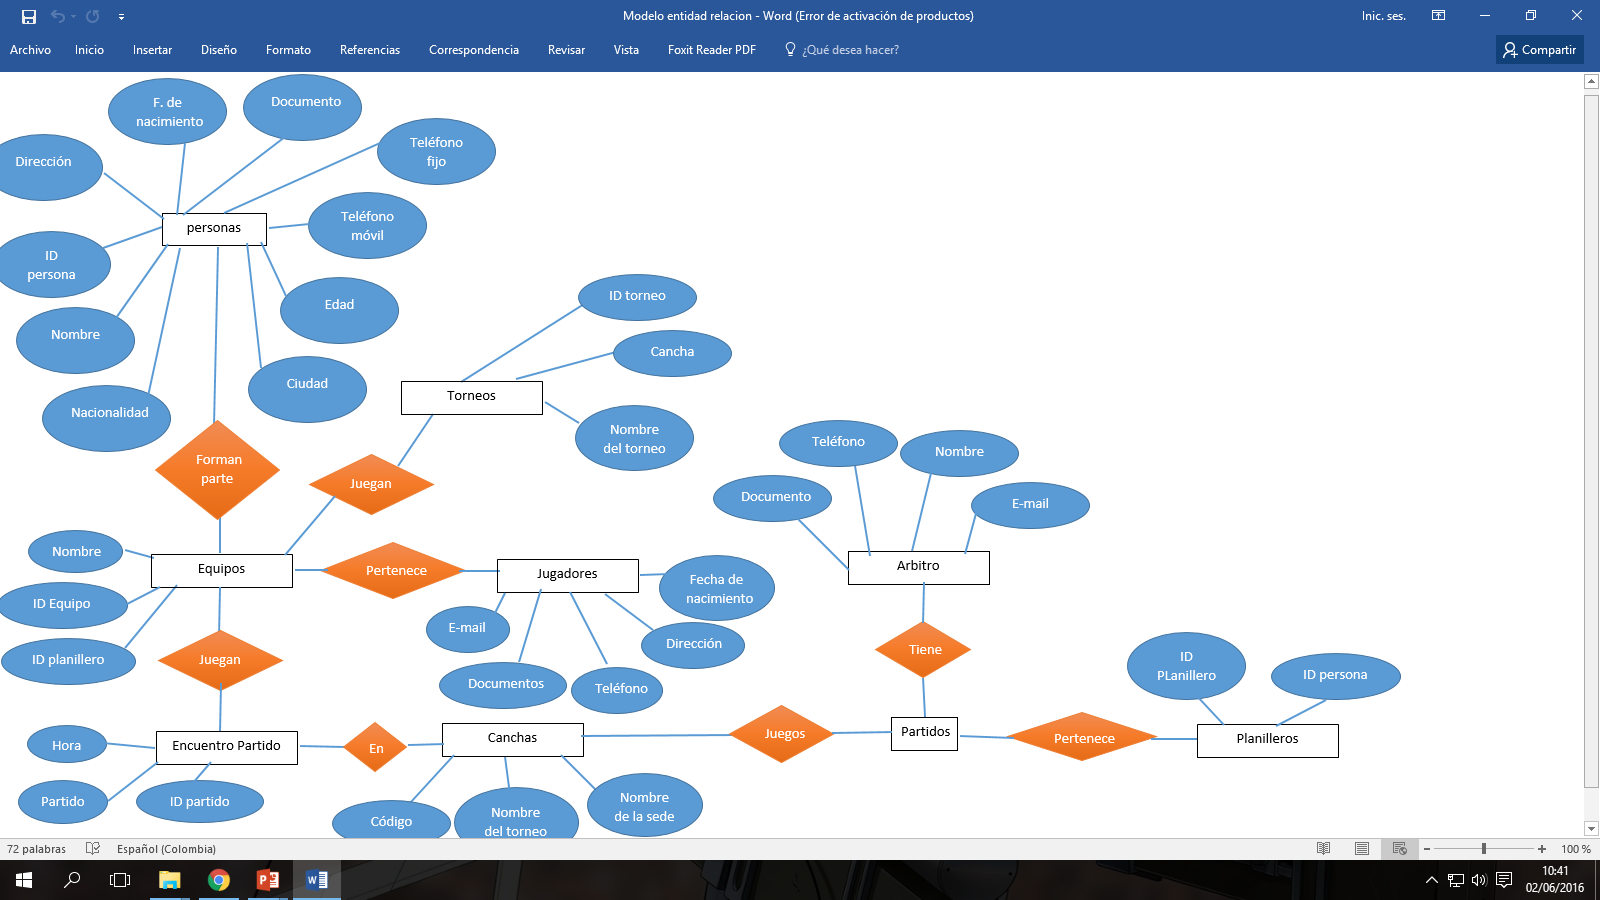 Modelo entidad relacion - Word (Error de activación de productos)
Inic. ses.
Archivo
Inicio
Insertar
Diseño
Formato
Referencias
Correspondencia
Revisar
Vista
Foxit Reader PDF
¿Qué desea hacer?
Compartir
F. de
nacimiento
Documento
Teléfono
fijo
Dirección
personas
Teléfono
móvil
ID
persona
Edad
Nombre
Ciudad
Nacionalidad
Forman
parte
ID torneo
Cancha
Torneos
Nombre
del torneo
Juegan
Teléfono
Nombre
Documento
E-mail
Arbitro
Nombre
Equipos
Pertenece
Jugadores
Fecha de
nacimiento
ID Equipo
E-mail
Dirección
ID planillero
Juegan
Documentos
Teléfono
Tiene
ID
PLanillero
ID persona
Hora
Encuentro Partido
En
Canchas
Juegos
Partidos
Pertenece
Planilleros
Partido
ID partido
Código
Nombre
del torneo
Nombre
de la sede
72 palabras
Español (Colombia)
100 %
10:41
02/06/2016